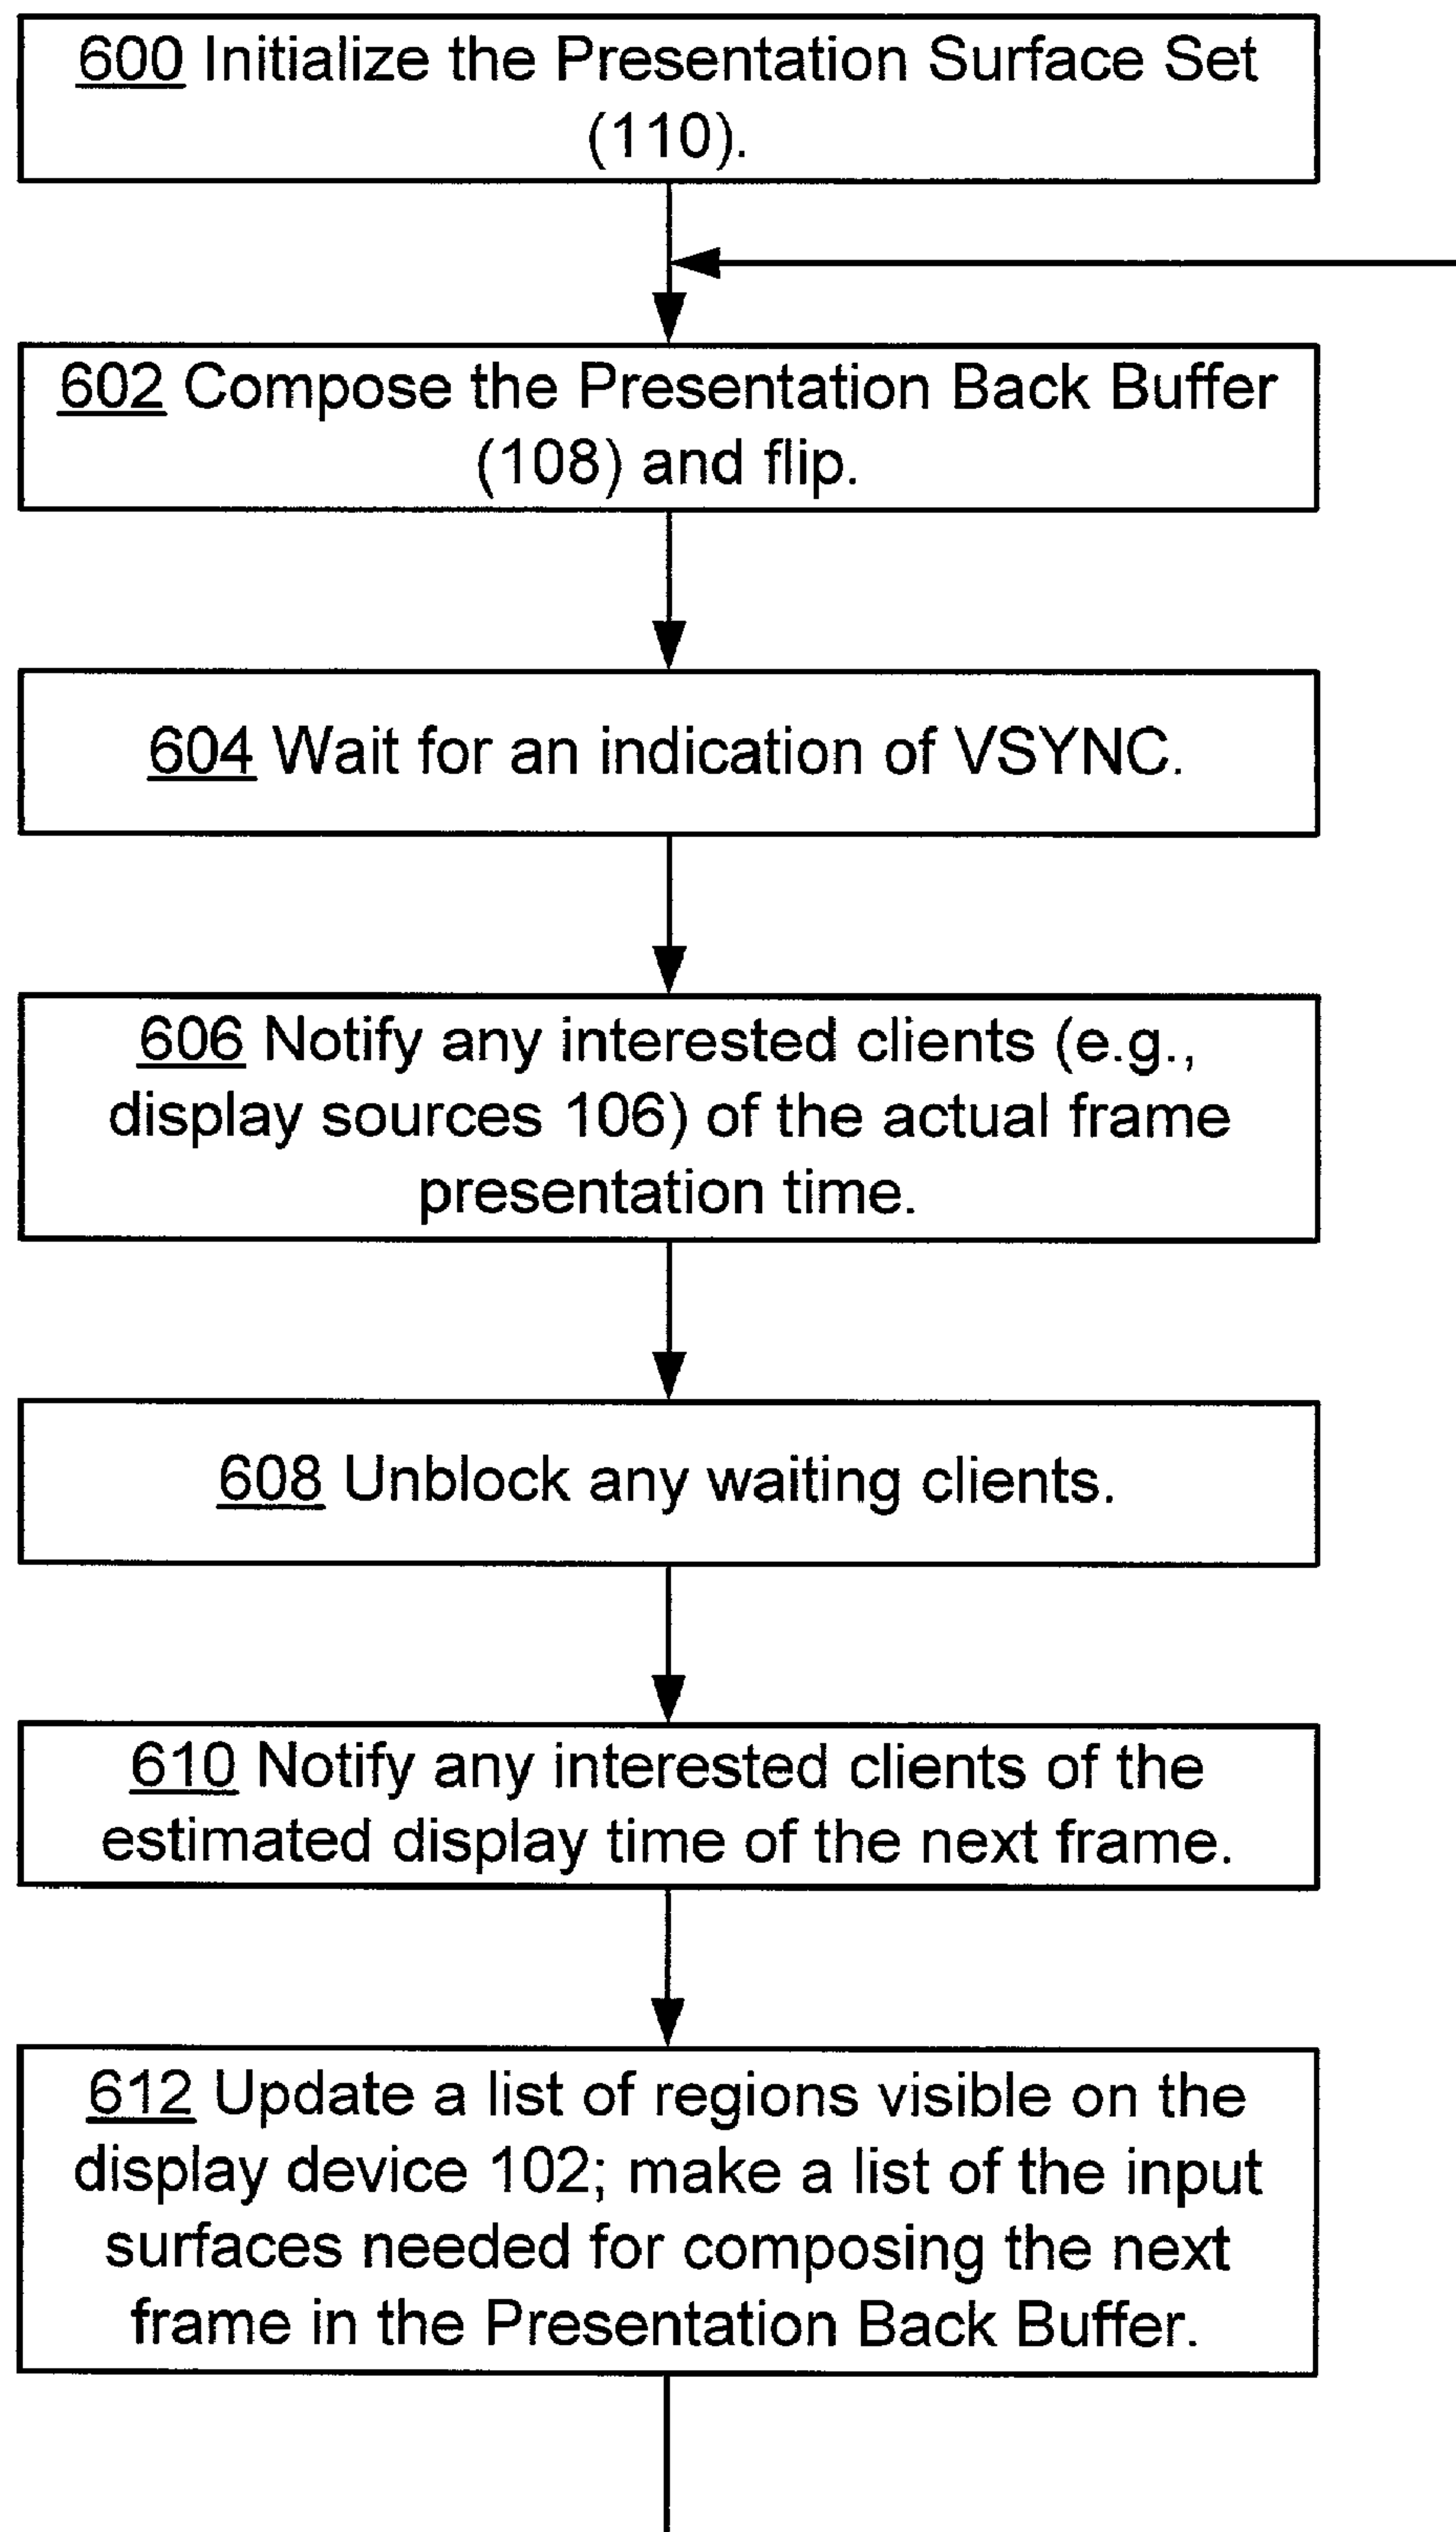 600 Initialize the Presentation Surface Set
(110).
602 Compose the Presentation Back Buffer
(108) and flip.
604 Wait for an indication of VSYNC.
606 Notify any interested clients (e.g.,
display sources 106) of the actual frame
presentation time.
608 Unblock any waiting clients.
610 Notify any interested clients of the
estimated display time of the next frame.
612 Update a list of regions visible on the
display device 102; make a list of the input
surfaces needed for composing the next
frame in the Presentation Back Buffer.